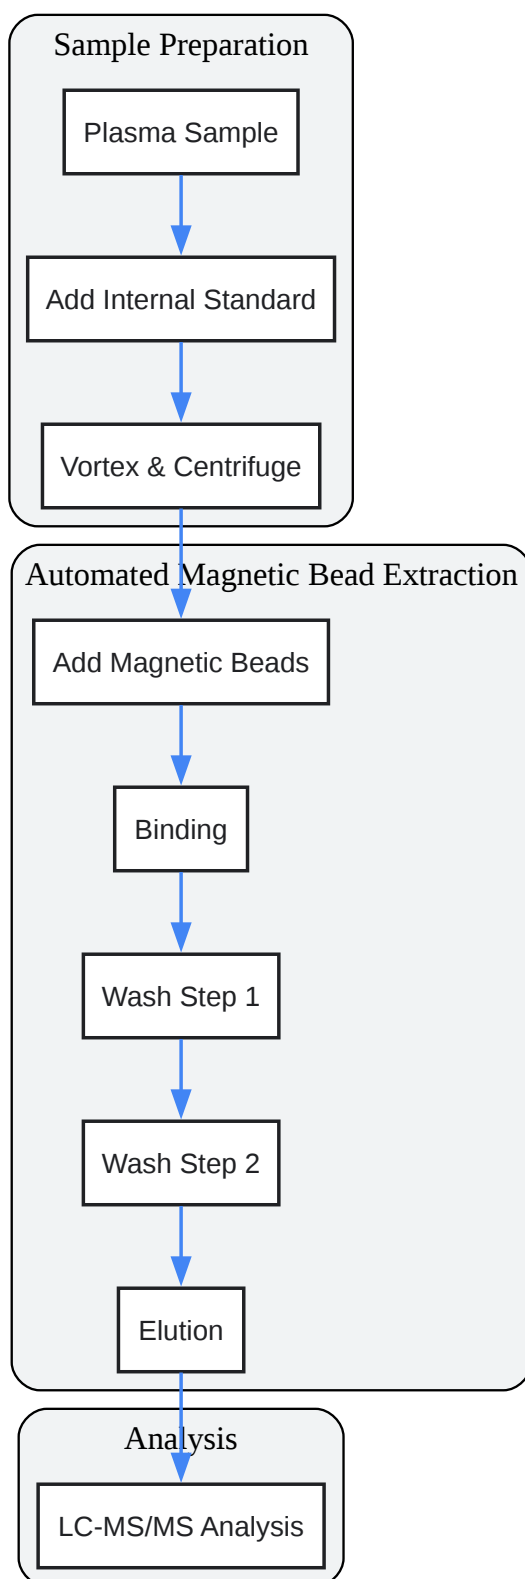 Sample Preparation
Plasma Sample
Add Internal Standard
Vortex & Centrifuge
Automated Magnetic Bead Extraction
Add Magnetic Beads
Binding
Wash Step 1
Wash Step 2
Elution
Analysis
LC-MS/MS Analysis